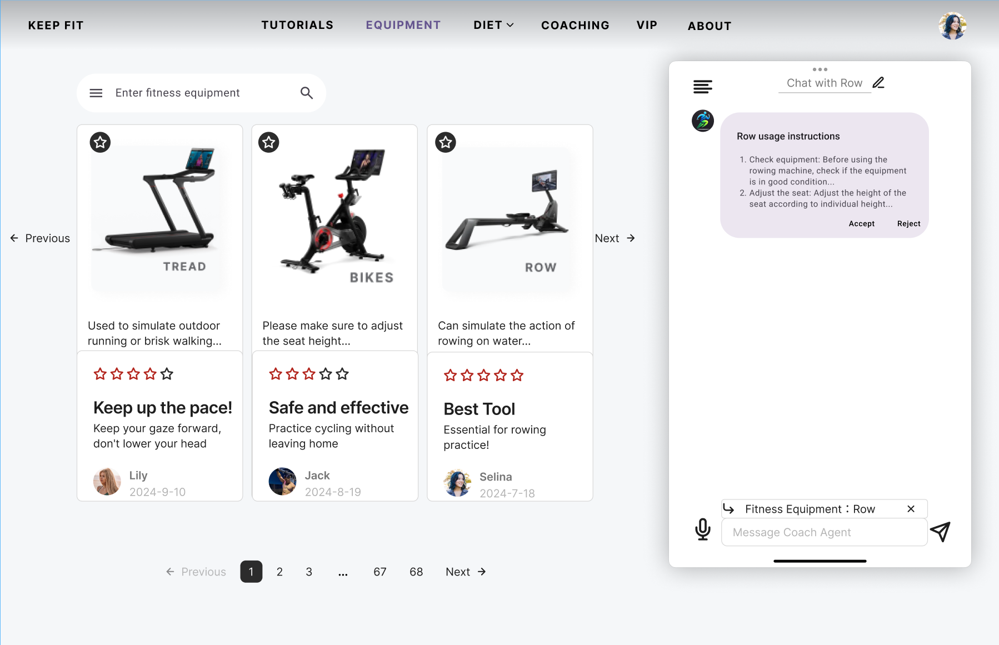 KEEP FIT
TUTORIALS
EQUIPMENT
DIET
COACHING
VIP
ABOUT
Enter fitness equipment
Previous
TREAD
Used to simulate outdoor
running or brisk walking...
Keep up the pace!
Keep your gaze forward,
don't lower your head
Lily
2024-9-10
BIKES
Please make sure to adjust
the seat height...
Safe and effective
Practice cycling without
leaving home
Jack
2024-8-19
ROW
Can simulate the action of
rowing on water...
Best Tool
Essential for rowing
practice!
Selina
2024-7-18
Next
Previous
1
2
3
...
67
68
Next
Chat with Row
Row usage instructions
1. Check equipment: Before using the
rowing machine, check if the equipment
is in good condition...
2. Adjust the seat: Adjust the height of the
seat according to individual height...
Accept
Reject
Fitness Equipment：Row
Message Coach Agent